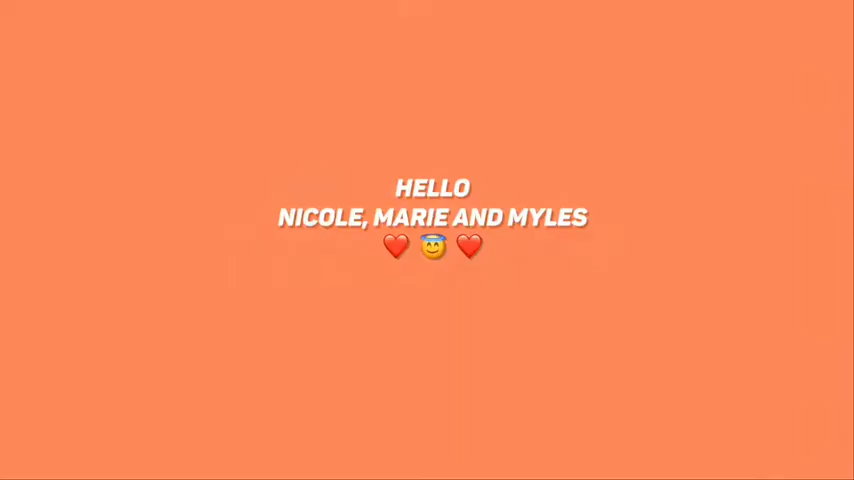 HELLO
NICOLE, MARIE AND MYLES
❤️ 😇 ❤️